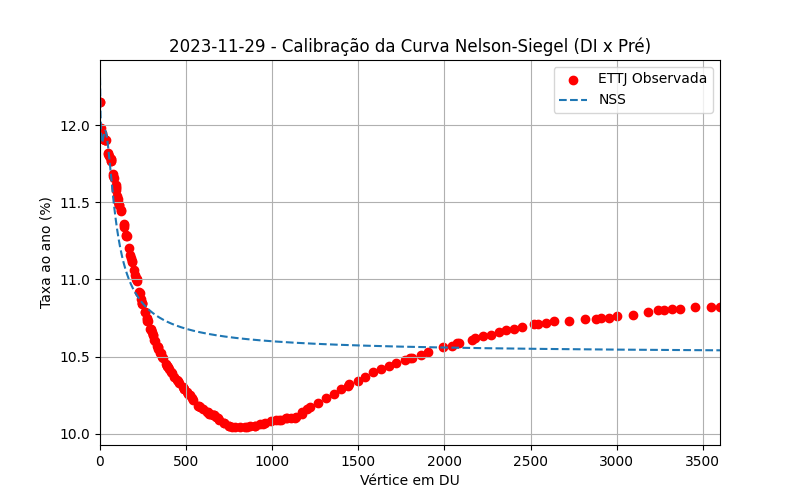 2023-11-29 - Calibração da Curva Nelson-Siegel (DI x Pré)
ETTJ Observada
NSS
Taxa ao ano (%)
12.0
11.5
11.0
10.5
10.0
0 500 1000 1500 2000 2500 3000 3500
Vértice em DU